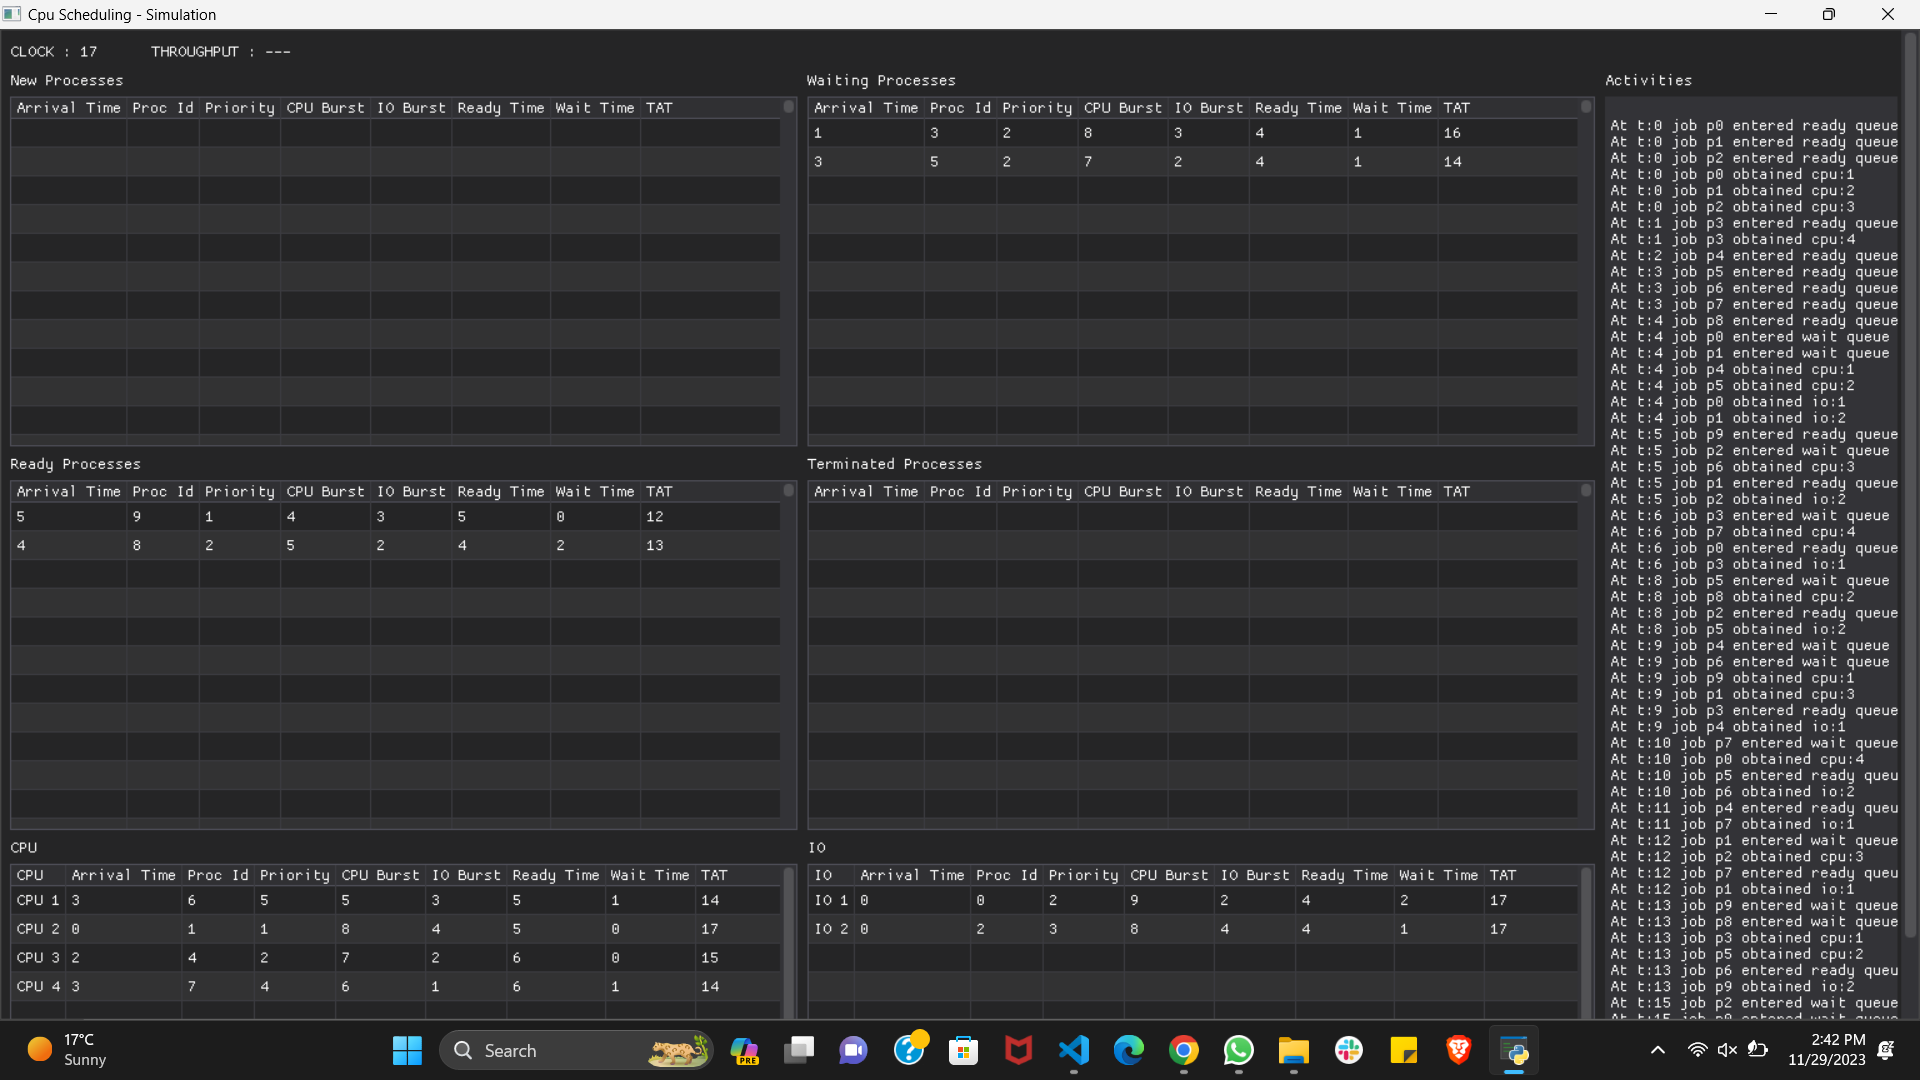 Cpu Scheduling - Simulation
CLOCK : 17 THROUGHPUT : ---
New Processes
Arrival Time Proc Id Priority CPU Burst IO Burst Ready Time Wait Time TAT
Waiting Processes
Arrival Time Proc Id Priority CPU Burst IO Burst Ready Time Wait Time TAT
1 3 2 8 3 4 1 16
3 5 2 7 2 4 1 14
Ready Processes
Arrival Time Proc Id Priority CPU Burst IO Burst Ready Time Wait Time TAT
5 9 1 4 3 5 0 12
4 8 2 5 2 4 2 13
Terminated Processes
Arrival Time Proc Id Priority CPU Burst IO Burst Ready Time Wait Time TAT
CPU
CPU Arrival Time Proc Id Priority CPU Burst IO Burst Ready Time Wait Time TAT
CPU 1 3 6 5 5 3 5 1 14
CPU 2 0 1 1 8 4 5 0 17
CPU 3 2 4 2 7 2 6 0 15
CPU 4 3 7 4 6 1 6 1 14
IO
IO Arrival Time Proc Id Priority CPU Burst IO Burst Ready Time Wait Time TAT
IO 1 0 0 2 9 2 4 2 17
IO 2 0 2 3 8 4 4 1 17
Activities
At t:0 job p0 entered ready queue
At t:0 job p1 entered ready queue
At t:0 job p2 entered ready queue
At t:0 job p0 obtained cpu:1
At t:0 job p1 obtained cpu:2
At t:0 job p2 obtained cpu:3
At t:1 job p3 entered ready queue
At t:1 job p3 obtained cpu:4
At t:2 job p4 entered ready queue
At t:3 job p5 entered ready queue
At t:3 job p6 entered ready queue
At t:3 job p7 entered ready queue
At t:4 job p8 entered ready queue
At t:4 job p0 entered wait queue
At t:4 job p1 entered wait queue
At t:4 job p4 obtained cpu:1
At t:4 job p5 obtained cpu:2
At t:4 job p0 obtained io:1
At t:4 job p1 obtained io:2
At t:5 job p9 entered ready queue
At t:5 job p2 entered wait queue
At t:5 job p6 obtained cpu:3
At t:5 job p1 entered ready queue
At t:5 job p2 obtained io:2
At t:6 job p3 entered wait queue
At t:6 job p7 obtained cpu:4
At t:6 job p0 entered ready queue
At t:6 job p3 obtained io:1
At t:8 job p5 entered wait queue
At t:8 job p8 obtained cpu:2
At t:8 job p2 entered ready queue
At t:8 job p5 obtained io:2
At t:9 job p4 entered wait queue
At t:9 job p6 entered wait queue
At t:9 job p9 obtained cpu:1
At t:9 job p1 obtained cpu:3
At t:9 job p3 entered ready queue
At t:9 job p4 obtained io:1
At t:10 job p7 entered wait queue
At t:10 job p0 obtained cpu:4
At t:10 job p5 entered ready queu
At t:10 job p6 obtained io:2
At t:11 job p4 entered ready queu
At t:11 job p7 obtained io:1
At t:12 job p1 entered wait queue
At t:12 job p2 obtained cpu:3
At t:12 job p7 entered ready queu
At t:12 job p1 obtained io:1
At t:13 job p9 entered wait queue
At t:13 job p8 entered wait queue
At t:13 job p3 obtained cpu:1
At t:13 job p5 obtained cpu:2
At t:13 job p6 entered ready queu
At t:13 job p9 obtained io:2
At t:15 job p2 entered wait queue
At t:15 job p0 entered wait queue
17°C
Sunny
Search
PRE
2:42 PM
11/29/2023